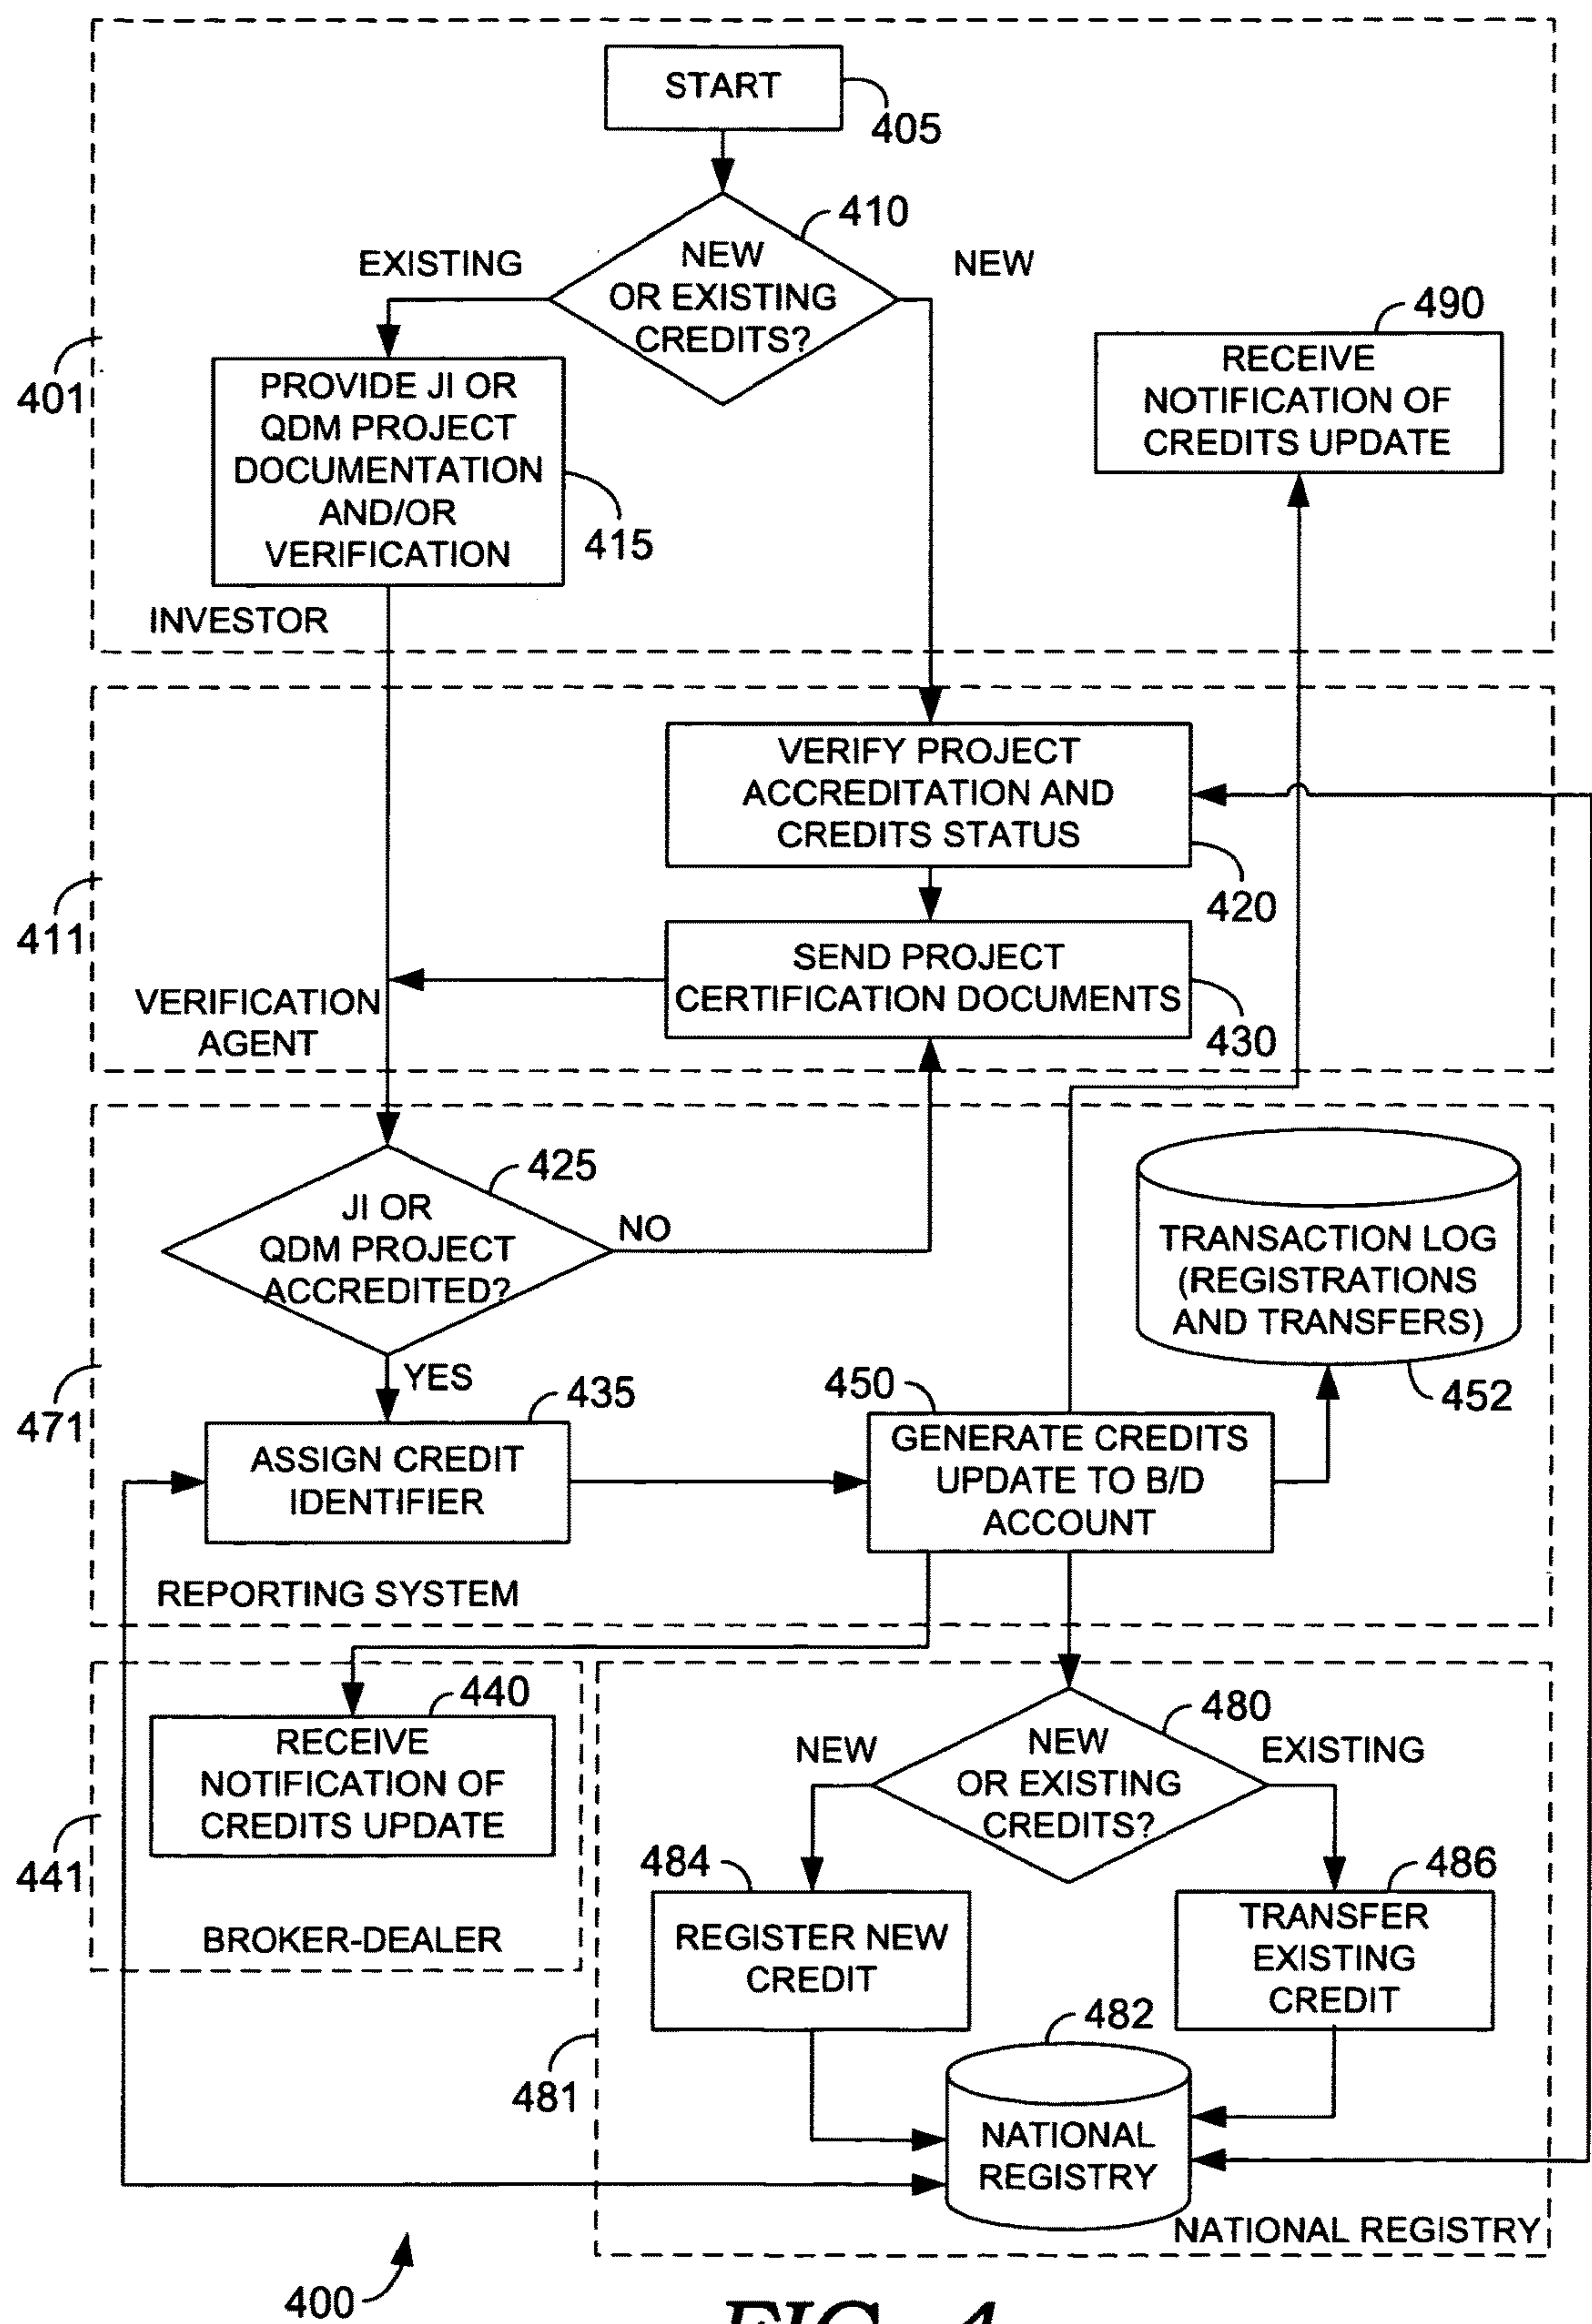 START
405
410
NEW
OR EXISTING
CREDITS?
EXISTING
NEW
490
RECEIVE
NOTIFICATION OF
CREDITS UPDATE
401
PROVIDE JI OR
QDM PROJECT
DOCUMENTATION
AND/OR
VERIFICATION
415
INVESTOR
VERIFY PROJECT
ACCREDITATION AND
CREDITS STATUS
420
411
SEND PROJECT
CERTIFICATION DOCUMENTS
430
VERIFICATION
AGENT
425
JI OR
QDM PROJECT
ACCREDITED?
NO
TRANSACTION LOG
(REGISTRATIONS
AND TRANSFERS)
452
YES
471
435
ASSIGN CREDIT
IDENTIFIER
450
GENERATE CREDITS
UPDATE TO B/D
ACCOUNT
REPORTING SYSTEM
440
RECEIVE
NOTIFICATION OF
CREDITS UPDATE
441
BROKER-DEALER
480
NEW
NEW
OR EXISTING
CREDITS?
EXISTING
484
REGISTER NEW
CREDIT
486
TRANSFER
EXISTING
CREDIT
481
482
NATIONAL
REGISTRY
NATIONAL REGISTRY
400
FIG. 4